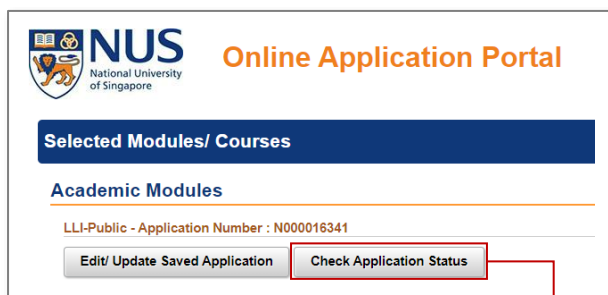 NUS
National University
of Singapore
Online Application Portal
Selected Modules/ Courses
Academic Modules
LLI-Public - Application Number : N000016341
Edit/ Update Saved Application
Check Application Status